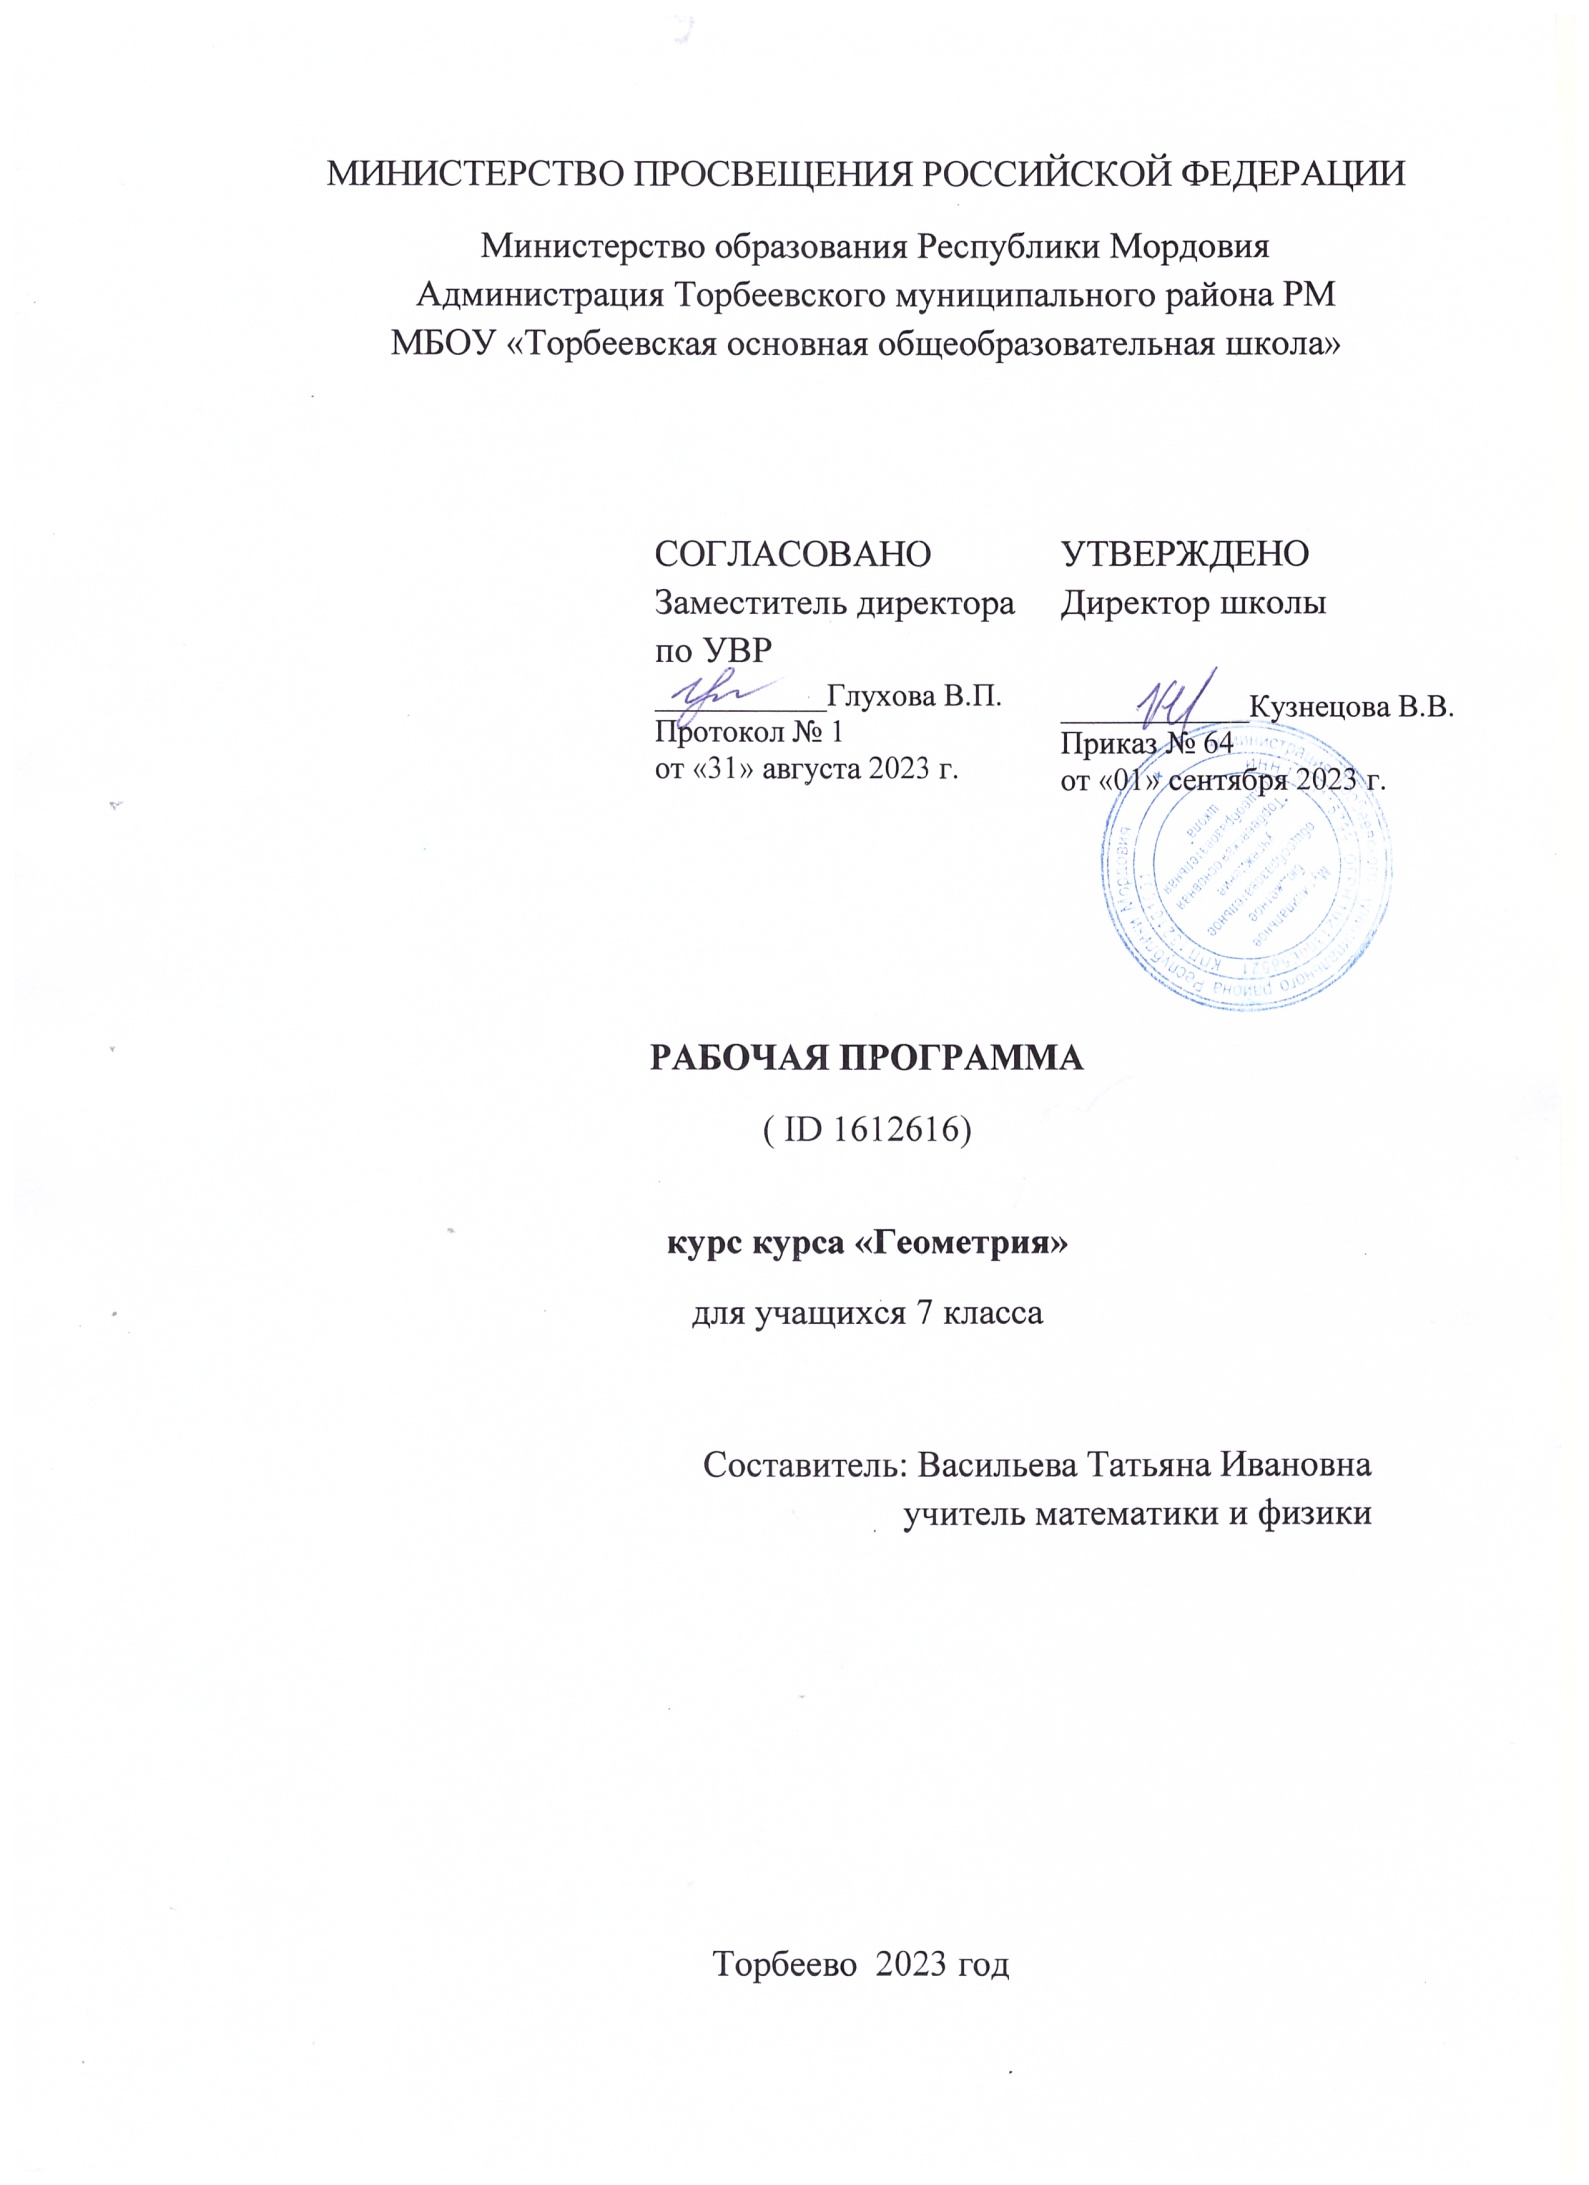 МИНИСТЕРСТВО ПРОСВЕЩЕНИЯ РОССИЙСКОЙ ФЕДЕРАЦИИ
Министерство образования Республики Мордовия
Администрация Торбеевского муниципального района РМ
МБОУ «Торбеевская основная общеобразовательная школа»
СОГЛАСОВАНО
Заместитель директора
по УВР
Глухова В.П.
Протокол № 1
от «31» августа 2023 г.
УТВЕРЖДЕНО
Директор школы
Кузнецова В.В.
Приказ № 64
от «01» сентября 2023 г.
РАБОЧАЯ ПРОГРАММА
( ID 1612616)
курс курса «Геометрия»
для учащихся 7 класса
Составитель: Васильева Татьяна Ивановна
учитель математики и физики
Торбеево 2023 год